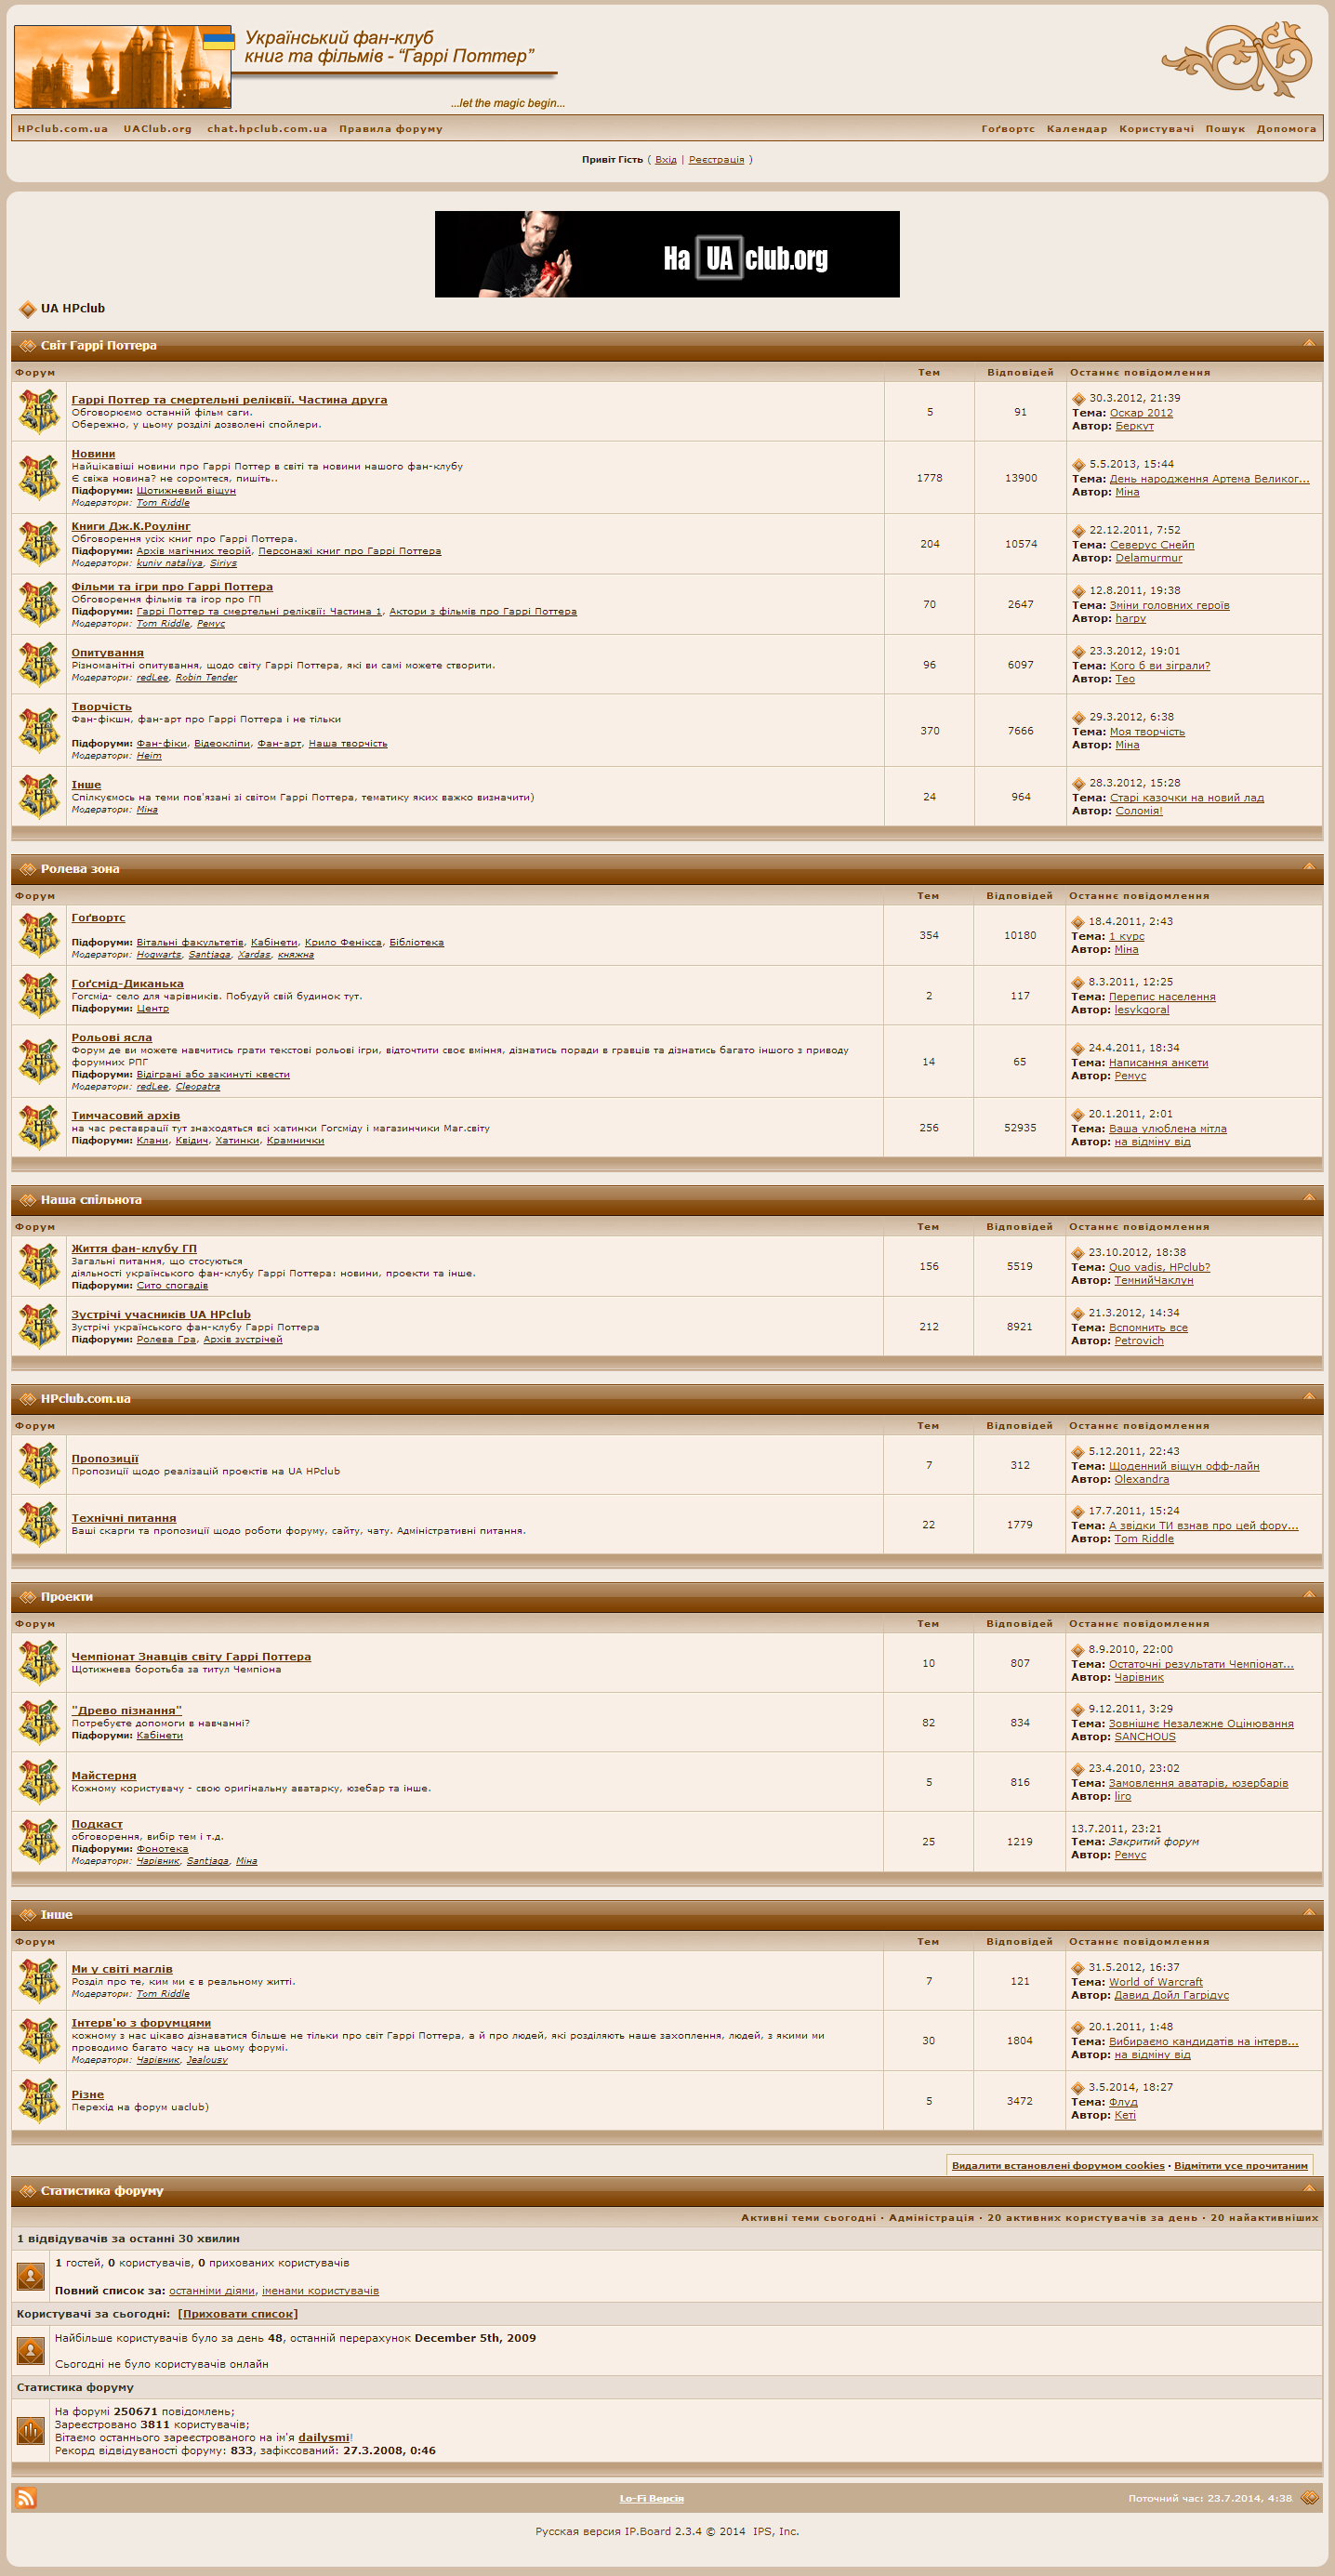 Український фан-клуб
книг та фільмів - “Гаррі Поттер”
...let the magic begin...
HPclub.com.ua UAClub.org chat.hpclub.com.ua Правила форуму Гоґвортс Календар Користувачі Пошук Допомога
Привіт Гість ( Вхід | Реєстрація )
На UA club.org
UA HPclub
Світ Гаррі Поттера
Форум Тем Відповідей Останнє повідомлення
Гаррі Поттер та смертельні реліквії. Частина друга
Обговорюємо останній фільм саги.
Обережно, у цьому розділі дозволені спойлери.
5 91
30.3.2012, 21:39
Тема: Оскар 2012
Автор: Беркут
Новини
Найцікавіші новини про Гаррі Поттер в світі та новини нашого фан-клубу
Є свіжа новина? не соромтеся, пишіть..
Підфоруми: Щотижневий віщун
Модератори: Tom Riddle
1778 13900
5.5.2013, 15:44
Тема: День народження Артема Великог...
Автор: Міна
Книги Дж.К.Роулінг
Обговорення усіх книг про Гаррі Поттера.
Підфоруми: Архів магічних теорій, Персонажі книг про Гаррі Поттера
Модератори: kuniv nataliya, Siriys
204 10574
22.12.2011, 7:52
Тема: Северус Снейп
Автор: Delamurmur
Фільми та ігри про Гаррі Поттера
Обговорення фільмів та ігор про ГП
Підфоруми: Гаррі Поттер та смертельні реліквії: Частина 1, Актори з фільмів про Гаррі Поттера
Модератори: Tom Riddle, Ремус
70 2647
12.8.2011, 19:38
Тема: Зміни головних героїв
Автор: harpy
Опитування
Різноманітні опитування, щодо світу Гаррі Поттера, які ви самі можете створити.
Модератори: redLee, Robin Tender
96 6097
23.3.2012, 19:01
Тема: Кого б ви зіграли?
Автор: Тео
Творчість
Фан-фікшн, фан-арт про Гаррі Поттера і не тільки
Підфоруми: Фан-фіки, Відеокліпи, Фан-арт, Наша творчість
Модератори: Heim
370 7666
29.3.2012, 6:38
Тема: Моя творчість
Автор: Міна
Інше
Спілкуємось на теми пов'язані зі світом Гаррі Поттера, тематику яких важко визначити)
Модератори: Міна
24 964
28.3.2012, 15:28
Тема: Старі казочки на новий лад
Автор: Соломія!
Ролева зона
Форум Тем Відповідей Останнє повідомлення
Гоґвортс
Підфоруми: Вітальні факультетів, Кабінети, Крило Фенікса, Бібліотека
Модератори: Hogwarts, Santjaga, Xardas, княжна
354 10180
18.4.2011, 2:43
Тема: 1 курс
Автор: Міна
Гоґсмід-Диканька
Гогсмід- село для чарівників. Побудуй свій будинок тут.
Підфоруми: Центр
2 117
8.3.2011, 12:25
Тема: Перепис населення
Автор: lesykgoral
Рольові ясла
Форум де ви можете навчитись грати текстові рольові ігри, відточтити своє вміння, дізнатись поради в гравців та дізнатись багато іншого з приводу
форумних РПГ
Підфоруми: Відіграні або закинуті квести
Модератори: redLee, Cleopatra
14 65
24.4.2011, 18:34
Тема: Написання анкети
Автор: Ремус
Тимчасовий архів
на час реставрації тут знаходяться всі хатинки Гогсміду і магазинчики Маг.світу
Підфоруми: Клани, Квідич, Хатинки, Крамнички
256 52935
20.1.2011, 2:01
Тема: Ваша улюблена мітла
Автор: на відміну від
Наша спільнота
Форум Тем Відповідей Останнє повідомлення
Життя фан-клубу ГП
Загальні питання, що стосуються
діяльності українського фан-клубу Гаррі Поттера: новини, проекти та інше.
Підфоруми: Сито спогадів
156 5519
23.10.2012, 18:38
Тема: Quo vadis, HPclub?
Автор: ТемнийЧаклун
Зустрічі учасників UA HPclub
Зустрічі українського фан-клубу Гаррі Поттера
Підфоруми: Ролева Гра, Архів зустрічей
212 8921
21.3.2012, 14:34
Тема: Вспомнить все
Автор: Petrovich
HPclub.com.ua
Форум Тем Відповідей Останнє повідомлення
Пропозиції
Пропозиції щодо реалізацій проектів на UA HPclub
7 312
5.12.2011, 22:43
Тема: Щоденний віщун офф-лайн
Автор: Olexandra
Технічні питання
Ваші скарги та пропозиції щодо роботи форуму, сайту, чату. Адміністративні питання.
22 1779
17.7.2011, 15:24
Тема: А звідки ТИ взнав про цей фору...
Автор: Tom Riddle
Проекти
Форум Тем Відповідей Останнє повідомлення
Чемпіонат Знавців світу Гаррі Поттера
Щотижнева боротьба за титул Чемпіона
10 807
8.9.2010, 22:00
Тема: Остаточні результати Чемпіонат...
Автор: Чарівник
"Древо пізнання"
Потребуєте допомоги в навчанні?
Підфоруми: Кабінети
82 834
9.12.2011, 3:29
Тема: Зовнішнє Незалежне Оцінювання
Автор: SANCHOUS
Майстерня
Кожному користувачу - свою оригінальну аватарку, юзебар та інше.
5 816
23.4.2010, 23:02
Тема: Замовлення аватарів, юзербарів
Автор: liro
Подкаст
обговорення, вибір тем і т.д.
Підфоруми: Фонотека
Модератори: Чарівник, Santjaga, Міна
25 1219
13.7.2011, 23:21
Тема: Закритий форум
Автор: Ремус
Інше
Форум Тем Відповідей Останнє повідомлення
Ми у світі маглів
Розділ про те, ким ми є в реальному житті.
Модератори: Tom Riddle
7 121
31.5.2012, 16:37
Тема: World of Warcraft
Автор: Давид Дойл Гагрідус
Інтерв'ю з форумцями
кожному з нас цікаво дізнаватися більше не тільки про світ Гаррі Поттера, а й про людей, які розділяють наше захоплення, людей, з якими ми
проводимо багато часу на цьому форумі.
Модератори: Чарівник, Jealousy
30 1804
20.1.2011, 1:48
Тема: Вибираємо кандидатів на інтерв...
Автор: на відміну від
Різне
Перехід на форум uaclub)
5 3472
3.5.2014, 18:27
Тема: Флуд
Автор: Кеті
Видалити встановлені форумом cookies · Відмітити усе прочитаним
Статистика форуму
Активні теми сьогодні · Адміністрація · 20 активних користувачів за день · 20 найактивніших
1 відвідувачів за останні 30 хвилин
1 гостей, 0 користувачів, 0 прихованих користувачів
Повний список за: останніми діями, іменами користувачів
Користувачі за сьогодні: [Приховати список]
Найбільше користувачів було за день 48, останній перерахунок December 5th, 2009
Сьогодні не було користувачів онлайн
Статистика форуму
На форумі 250671 повідомлень;
Зареєстровано 3811 користувачів;
Вітаємо останнього зареєстрованого на ім'я dailysmi!
Рекорд відвідуваності форуму: 833, зафіксований: 27.3.2008, 0:46
Lo-Fi Версія Поточний час: 23.7.2014, 4:38
Русская версия IP.Board 2.3.4 © 2014 IPS, Inc.